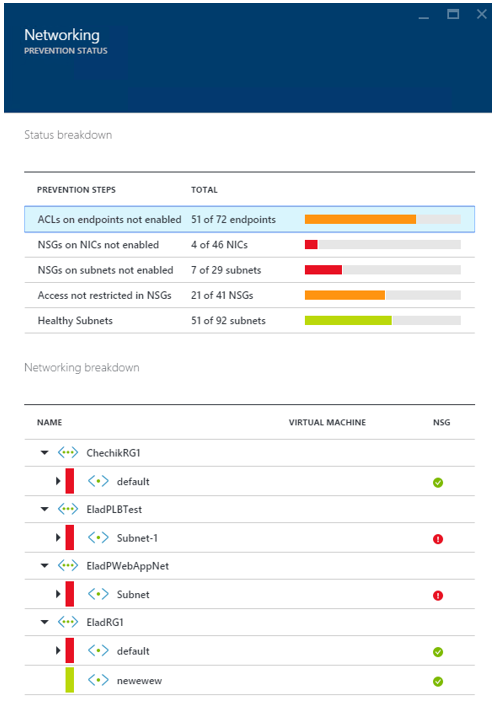 Networking
PREVENTION STATUS
Status breakdown
PREVENTION STEPS TOTAL
ACLs on endpoints not enabled 51 of 72 endpoints
NSGs on NICs not enabled 4 of 46 NICs
NSGs on subnets not enabled 7 of 29 subnets
Access not restricted in NSGs 21 of 41 NSGs
Healthy Subnets 51 of 92 subnets
Networking breakdown
NAME VIRTUAL MACHINE NSG
ChechikRG1
default
EladPLBTest
Subnet-1
EladPWebAppNet
Subnet
EladRG1
default
newewew